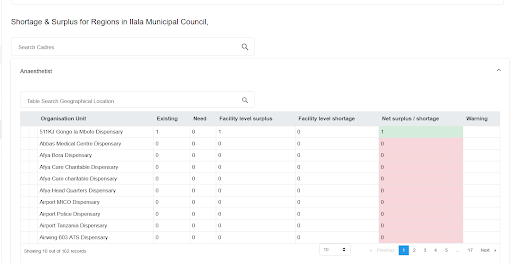 Shortage & Surplus for Regions in Ilala Municipal Council,
Search Cadres
Anaesthetist
Table Search Geographical Location
Organisation Unit Existing Need Facility level surplus Facility level shortage Net surplus / shortage Warning
511KJ Gongo la Mboto Dispensary 1 0 1 0 1
Abbas Medical Centre Dispensary 0 0 0 0 0
Afya Bora Dispensary 0 0 0 0 0
Afya Care Charitable Dispensary 0 0 0 0 0
Afya Care charitable Dispensary 0 0 0 0 0
Afya Head Quarters Dispensary 0 0 0 0 0
Airport MICO Dispensary 0 0 0 0 0
Airport Police Dispensary 0 0 0 0 0
Airport Tanzania Dispensary 0 0 0 0 0
Airwing 603 ATS Dispensary 0 0 0 0 0
Showing 10 out of 162 records 10 « Previous 1 2 3 4 5 ... 17 Next »